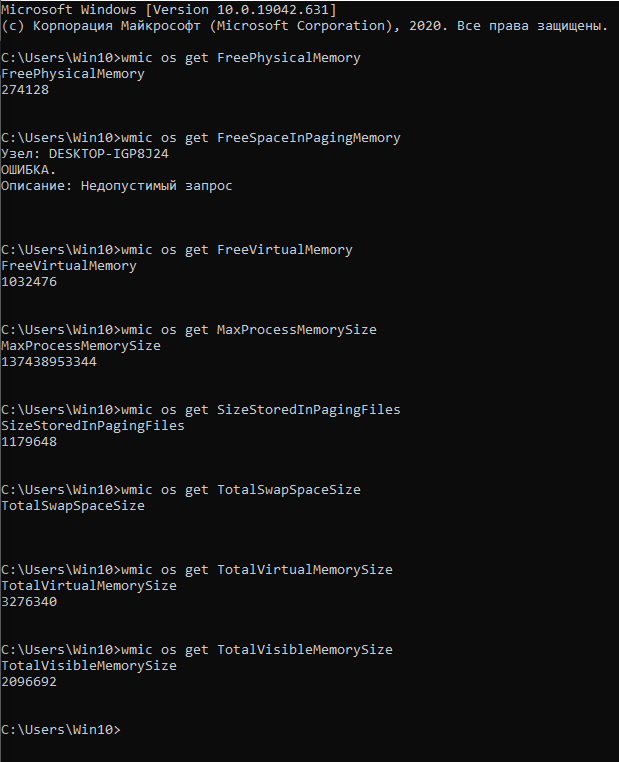 Microsoft Windows [Version 10.0.19042.631]
(c) Корпорация Майкрософт (Microsoft Corporation), 2020. Все права защищены.
C:\Users\Win10>wmic os get FreePhysicalMemory
FreePhysicalMemory
274128
C:\Users\Win10>wmic os get FreeSpaceInPagingMemory
Узел: DESKTOP-IGP8J24
ОШИБКА.
Описание: Недопустимый запрос
C:\Users\Win10>wmic os get FreeVirtualMemory
FreeVirtualMemory
1032476
C:\Users\Win10>wmic os get MaxProcessMemorySize
MaxProcessMemorySize
137438953344
C:\Users\Win10>wmic os get SizeStoredInPagingFiles
SizeStoredInPagingFiles
1179648
C:\Users\Win10>wmic os get TotalSwapSpaceSize
TotalSwapSpaceSize
C:\Users\Win10>wmic os get TotalVirtualMemorySize
TotalVirtualMemorySize
3276340
C:\Users\Win10>wmic os get TotalVisibleMemorySize
TotalVisibleMemorySize
2096692
C:\Users\Win10>